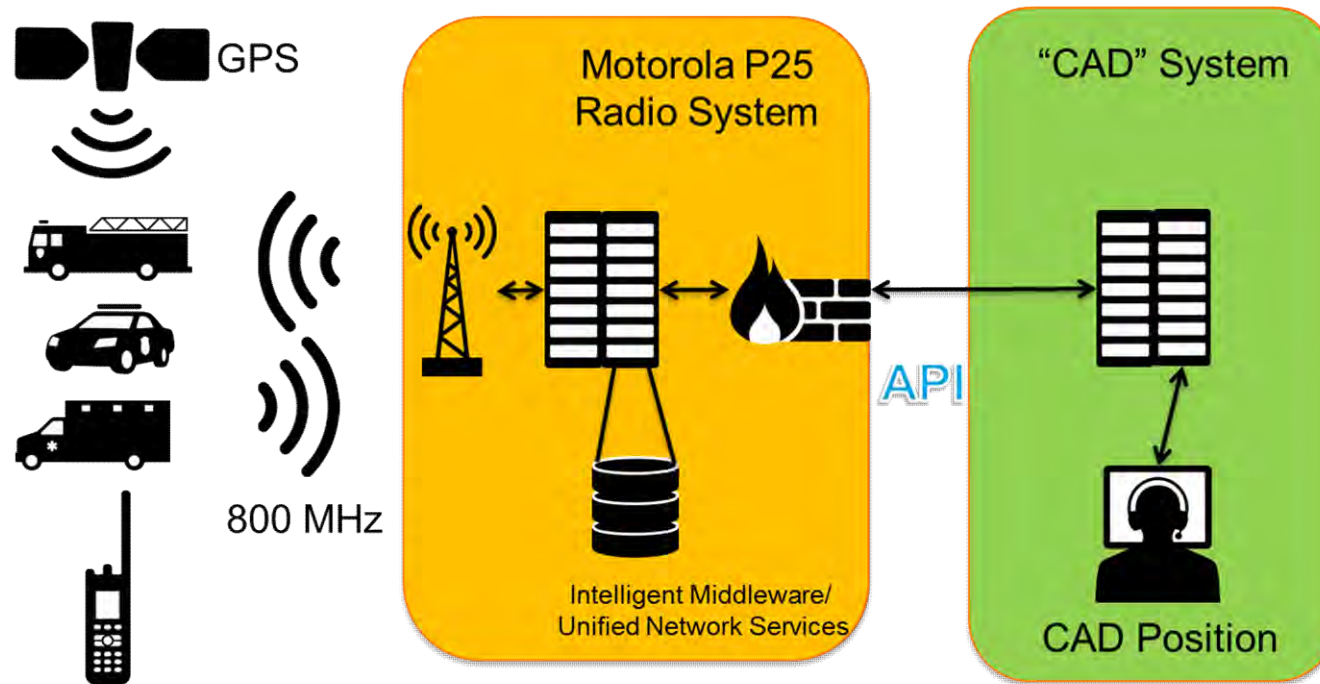 GPS
800 MHz
Motorola P25
Radio System
Intelligent Middleware/
Unified Network Services
API
“CAD” System
CAD Position